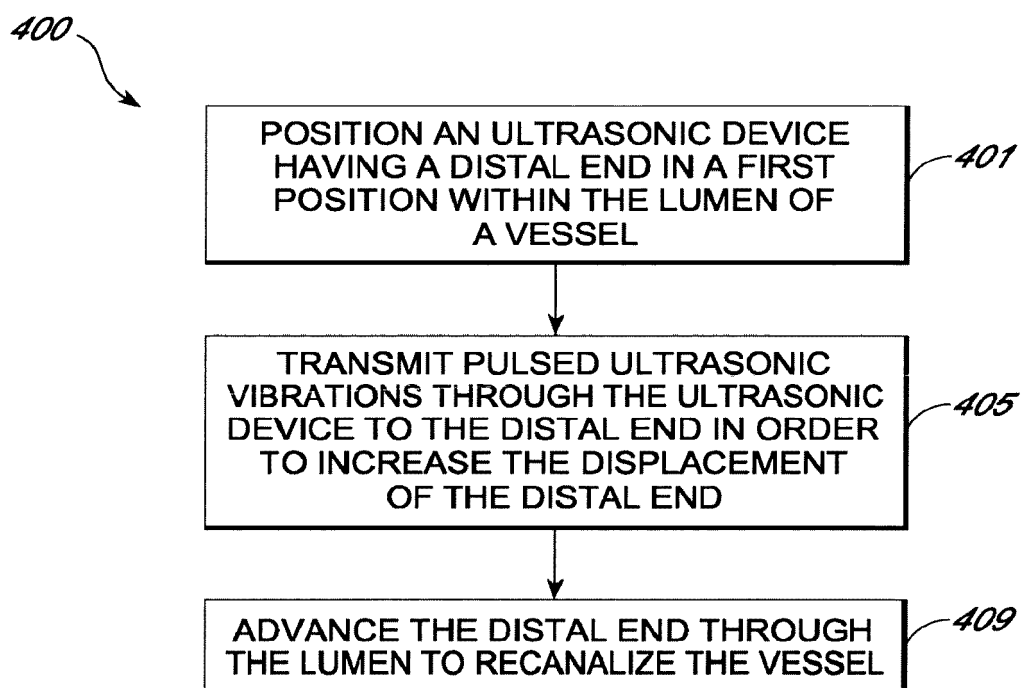 400
POSITION AN ULTRASONIC DEVICE
HAVING A DISTAL END IN A FIRST
POSITION WITHIN THE LUMEN OF
A VESSEL
401
TRANSMIT PULSED ULTRASONIC
VIBRATIONS THROUGH THE ULTRASONIC
DEVICE TO THE DISTAL END IN ORDER
TO INCREASE THE DISPLACEMENT
OF THE DISTAL END
405
ADVANCE THE DISTAL END THROUGH
THE LUMEN TO RECANALIZE THE VESSEL
409